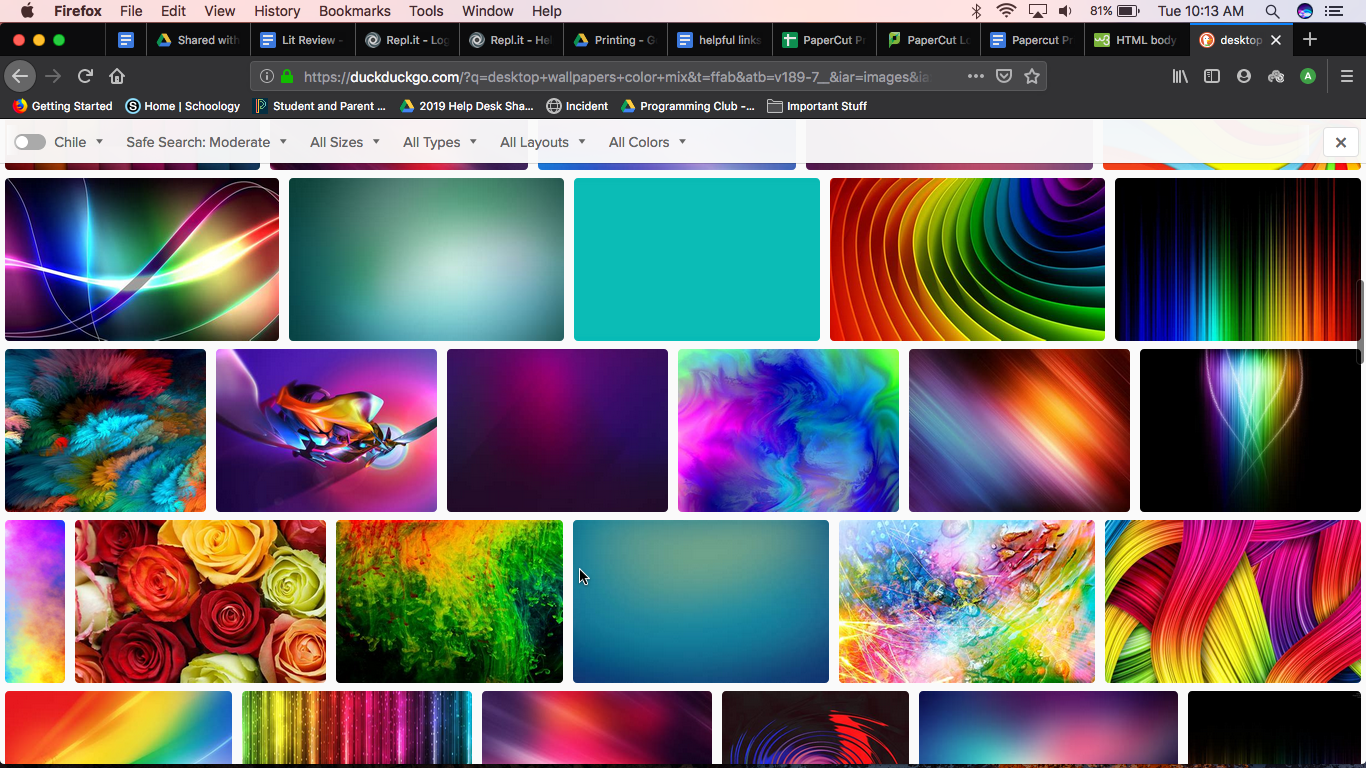 Firefox File Edit View History Bookmarks Tools Window Help 81% Tue 10:13 AM
Shared with Lit Review - Repl.it - Log Repl.it - Hel Printing - G helpful links PaperCut Pr PaperCut Lo Papercut Pr HTML body desktop
https://duckduckgo.com/?q=desktop+wallpapers+color+mix&t=ffab&atb=v189-7__&iar=images&ia
A
Getting Started Home | Schoology Student and Parent ... 2019 Help Desk Sha... Incident Programming Club -... Important Stuff
Chile Safe Search: Moderate All Sizes All Types All Layouts All Colors